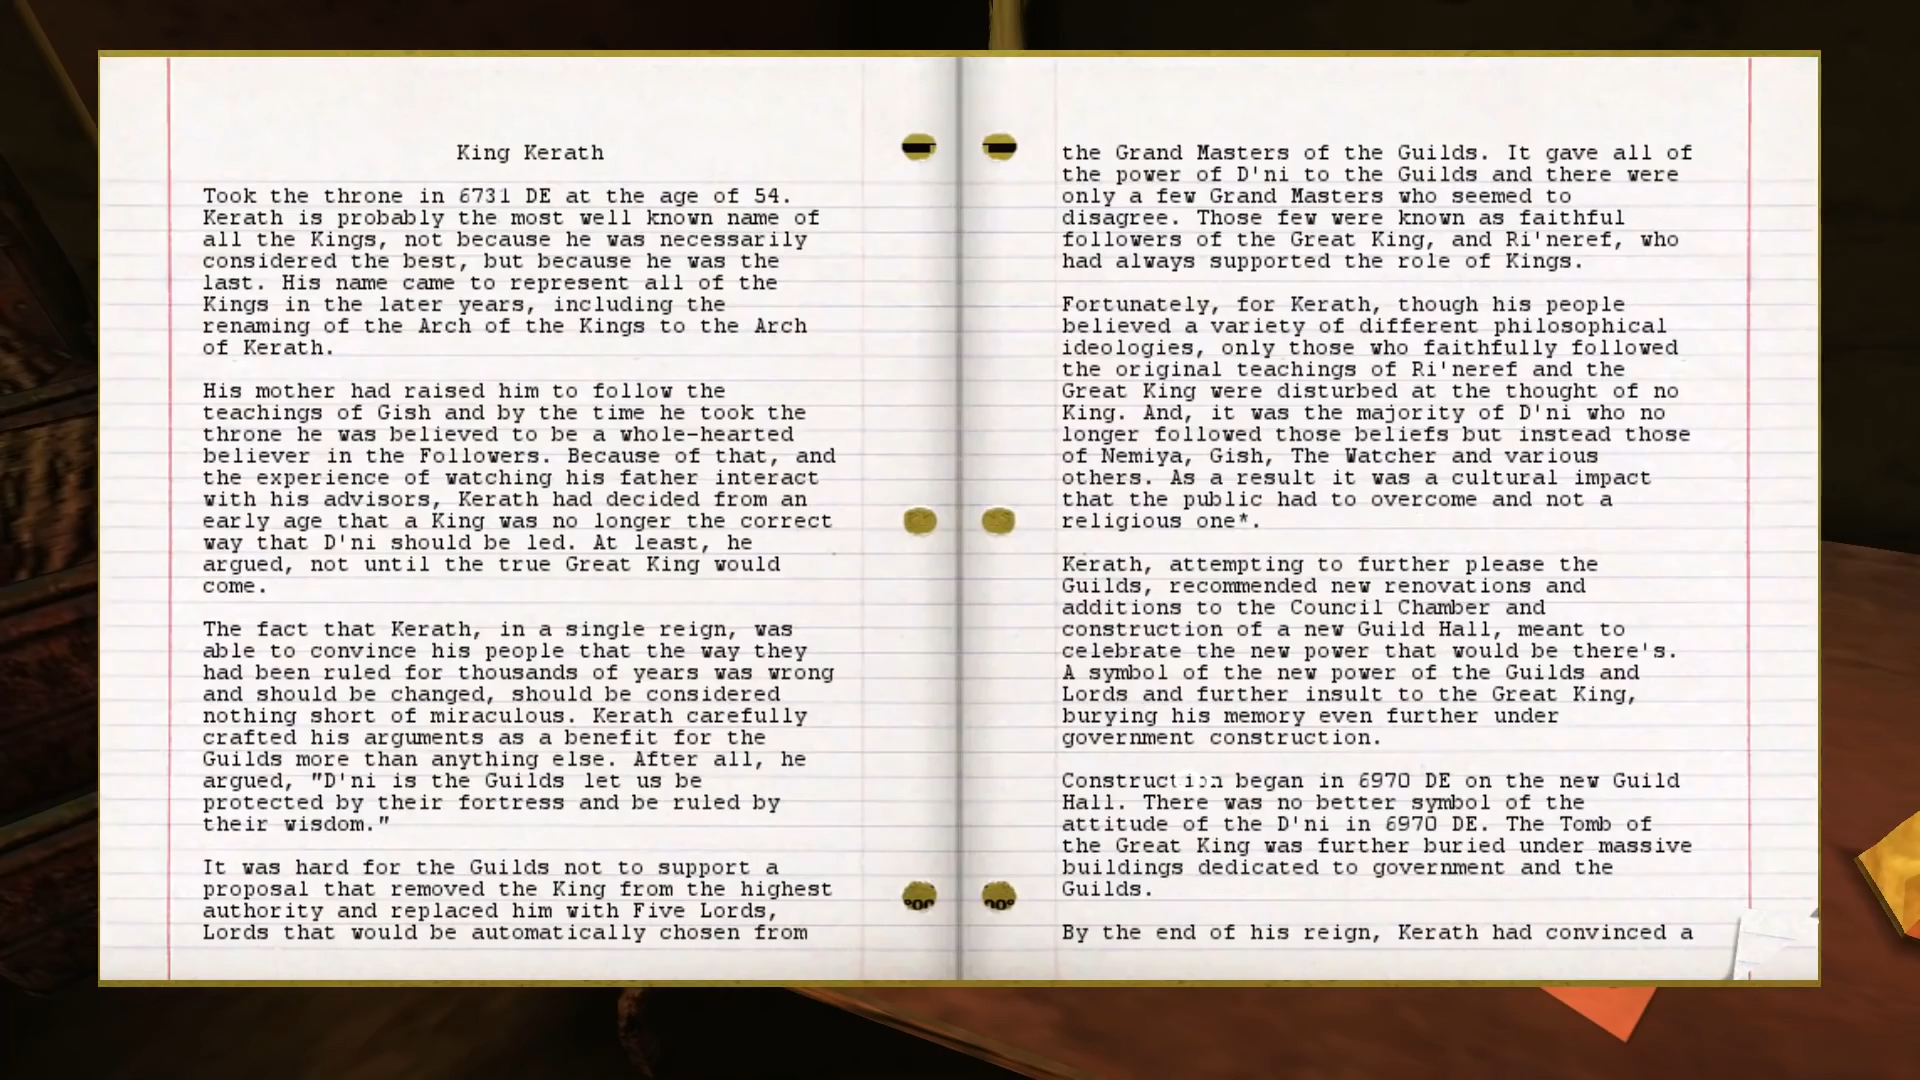 King Kerath
Took the throne in 6731 DE at the age of 54.
Kerath is probably the most well known name of
all the Kings, not because he was necessarily
considered the best, but because he was the
last. His name came to represent all of the
Kings in the later years, including the
renaming of the Arch of the Kings to the Arch
of Kerath.
His mother had raised him to follow the
teachings of Gish and by the time he took the
throne he was believed to be a whole-hearted
believer in the Followers. Because of that, and
the experience of watching his father interact
with his advisors, Kerath had decided from an
early age that a King was no longer the correct
way that D'ni should be led. At least, he
argued, not until the true Great King would
come.
The fact that Kerath, in a single reign, was
able to convince his people that the way they
had been ruled for thousands of years was wrong
and should be changed, should be considered
nothing short of miraculous. Kerath carefully
crafted his arguments as a benefit for the
Guilds more than anything else. After all, he
argued, "D'ni is the Guilds let us be
protected by their fortress and be ruled by
their wisdom."
It was hard for the Guilds not to support a
proposal that removed the King from the highest
authority and replaced him with Five Lords,
Lords that would be automatically chosen from
the Grand Masters of the Guilds. It gave all of
the power of D'ni to the Guilds and there were
only a few Grand Masters who seemed to
disagree. Those few were known as faithful
followers of the Great King, and Ri'neref, who
had always supported the role of Kings.
Fortunately, for Kerath, though his people
believed a variety of different philosophical
ideologies, only those who faithfully followed
the original teachings of Ri'neref and the
Great King were disturbed at the thought of no
King. And, it was the majority of D'ni who no
longer followed those beliefs but instead those
of Nemiya, Gish, The Watcher and various
others. As a result it was a cultural impact
that the public had to overcome and not a
religious one*.
Kerath, attempting to further please the
Guilds, recommended new renovations and
additions to the Council Chamber and
construction of a new Guild Hall, meant to
celebrate the new power that would be there's.
A symbol of the new power of the Guilds and
Lords and further insult to the Great King,
burying his memory even further under
government construction.
Construction began in 6970 DE on the new Guild
Hall. There was no better symbol of the
attitude of the D'ni in 6970 DE. The Tomb of
the Great King was further buried under massive
buildings dedicated to government and the
Guilds.
By the end of his reign, Kerath had convinced a